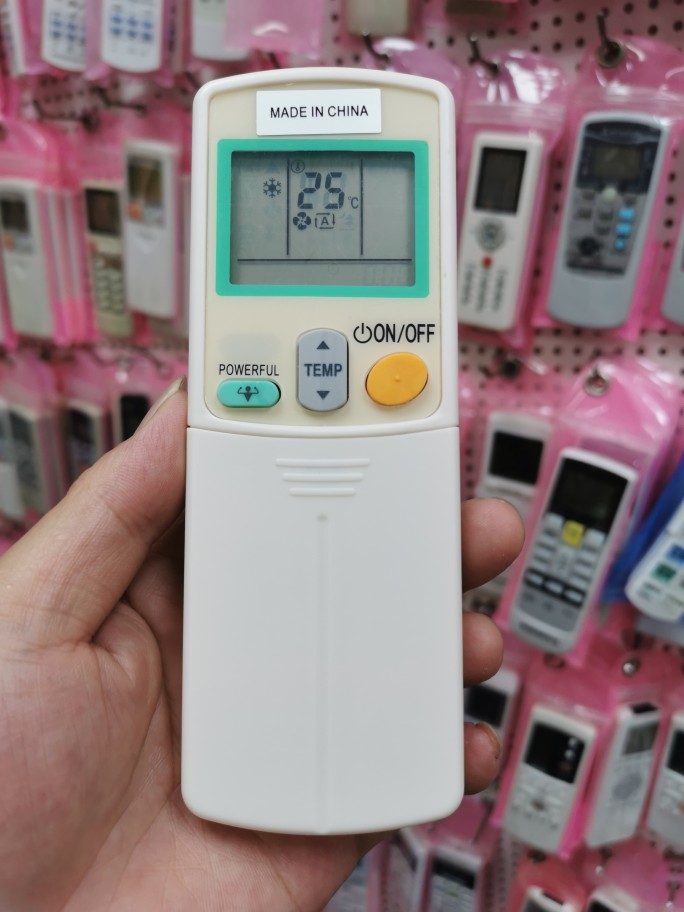 MADE IN CHINA
25 °C
A
ON/OFF
POWERFUL
TEMP